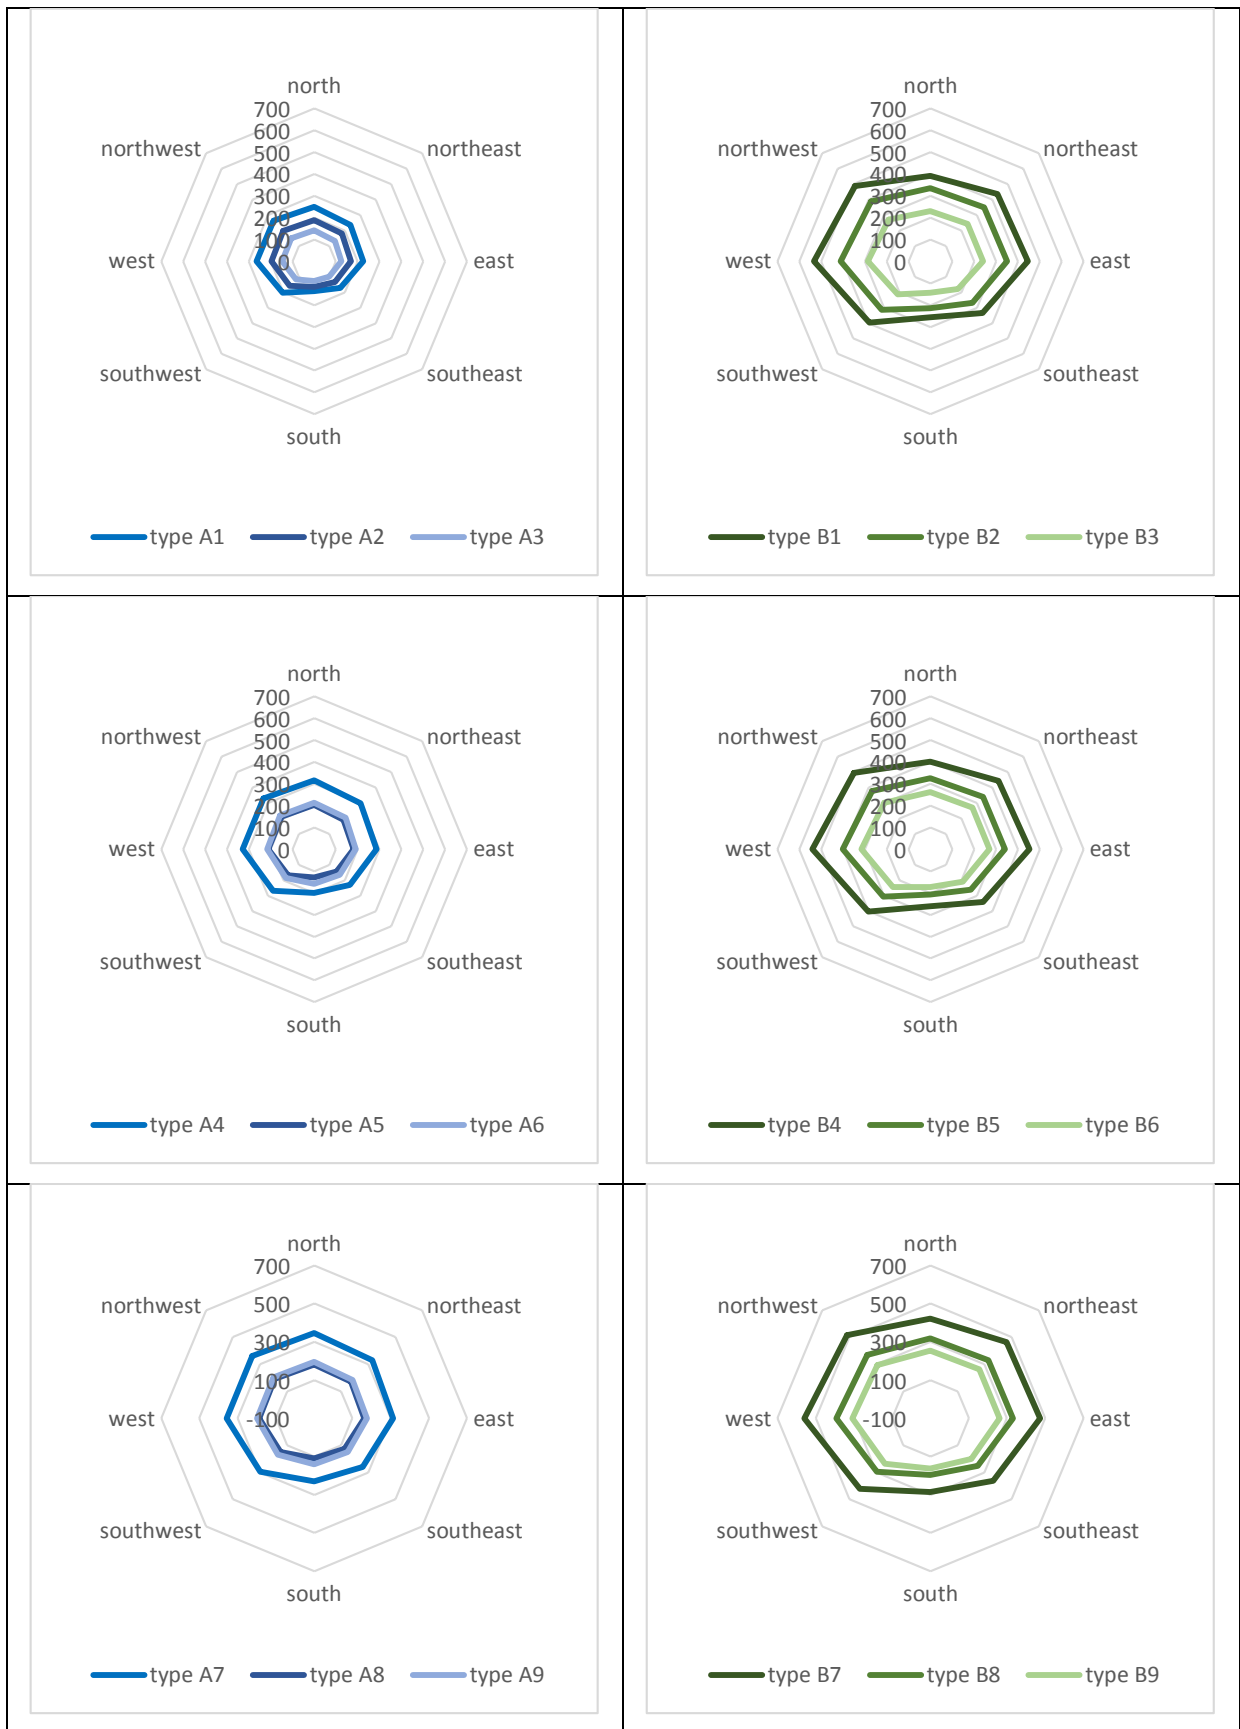 north
700
600
500
400
300
200
100
0
northwest
northeast
west
east
southwest
southeast
south
type A1 type A2 type A3
north
700
600
500
400
300
200
100
0
northwest
northeast
west
east
southwest
southeast
south
type B1 type B2 type B3
north
700
600
500
400
300
200
100
0
northwest
northeast
west
east
southwest
southeast
south
type A4 type A5 type A6
north
700
600
500
400
300
200
100
0
northwest
northeast
west
east
southwest
southeast
south
type B4 type B5 type B6
north
700
500
300
100
-100
northwest
northeast
west
east
southwest
southeast
south
type A7 type A8 type A9
north
700
500
300
100
-100
northwest
northeast
west
east
southwest
southeast
south
type B7 type B8 type B9